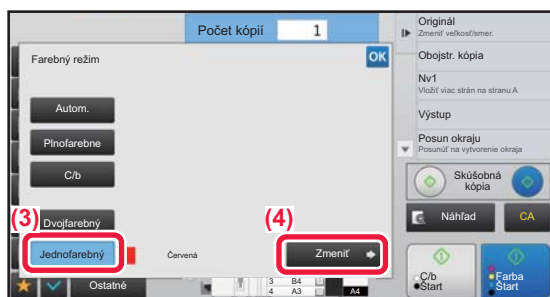 Počet kópií 1
Farebný režim
OK
Autom.
Plnofarebne
C/b
(3)
Dvojfarebný
Jednofarebný
Červená
(4)
Zmeniť
Ostatné
3 B4
4 A3
A4
Originál
Zmeniť veľkosť/smer.
Obojstr. kópia
Nv1
Vložiť viac strán na stranu A
Výstup
Posun okraju
Posunúť na vytvorenie okraja
Skúšobná
kópia
Náhľad
CA
C/b
Štart
Farba
Štart